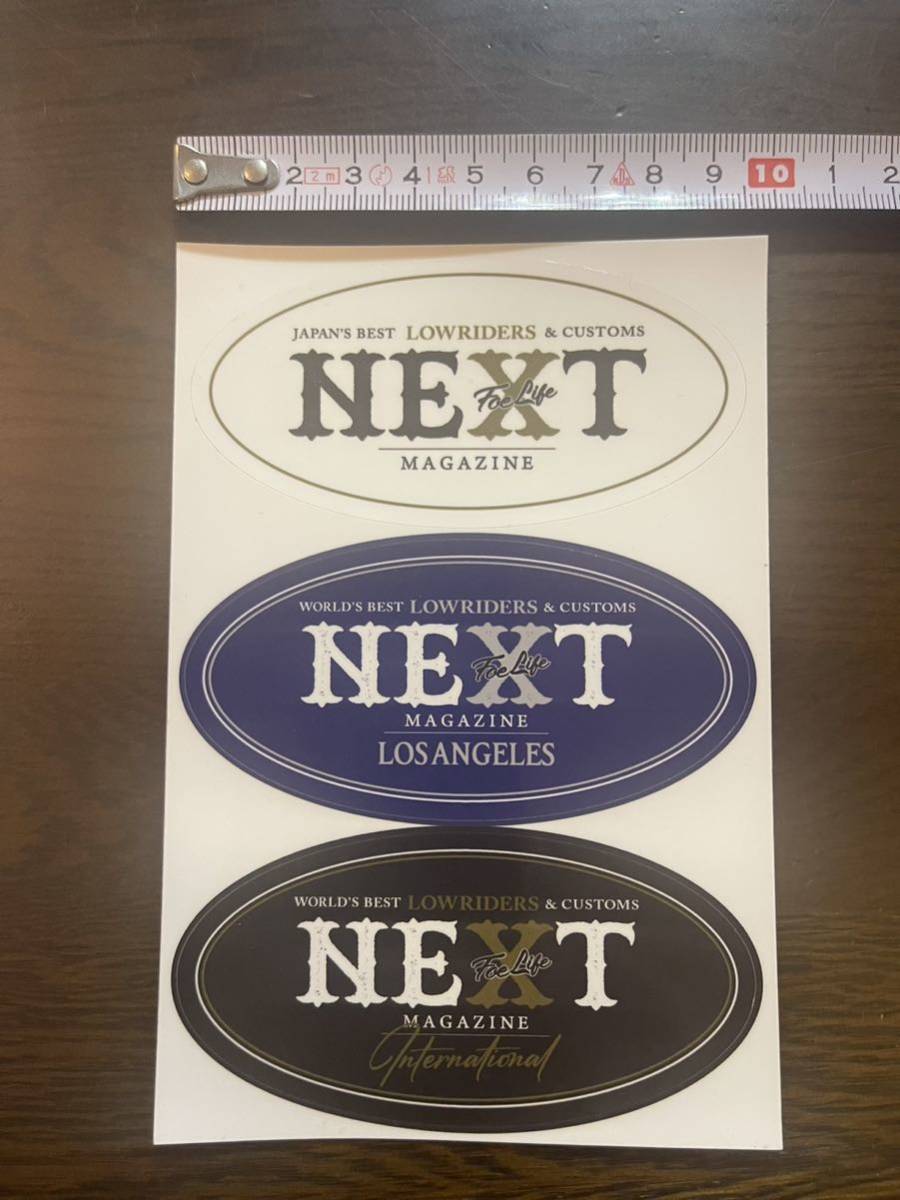 2 2m 3 4 5 6 7 8 9 10 1 2
JAPAN'S BEST LOWRIDERS & CUSTOMS
NEXT
Foe Life
MAGAZINE
WORLD'S BEST LOWRIDERS & CUSTOMS
NEXT
Foe Life
MAGAZINE
LOS ANGELES
WORLD'S BEST LOWRIDERS & CUSTOMS
NEXT
Foe Life
MAGAZINE
International